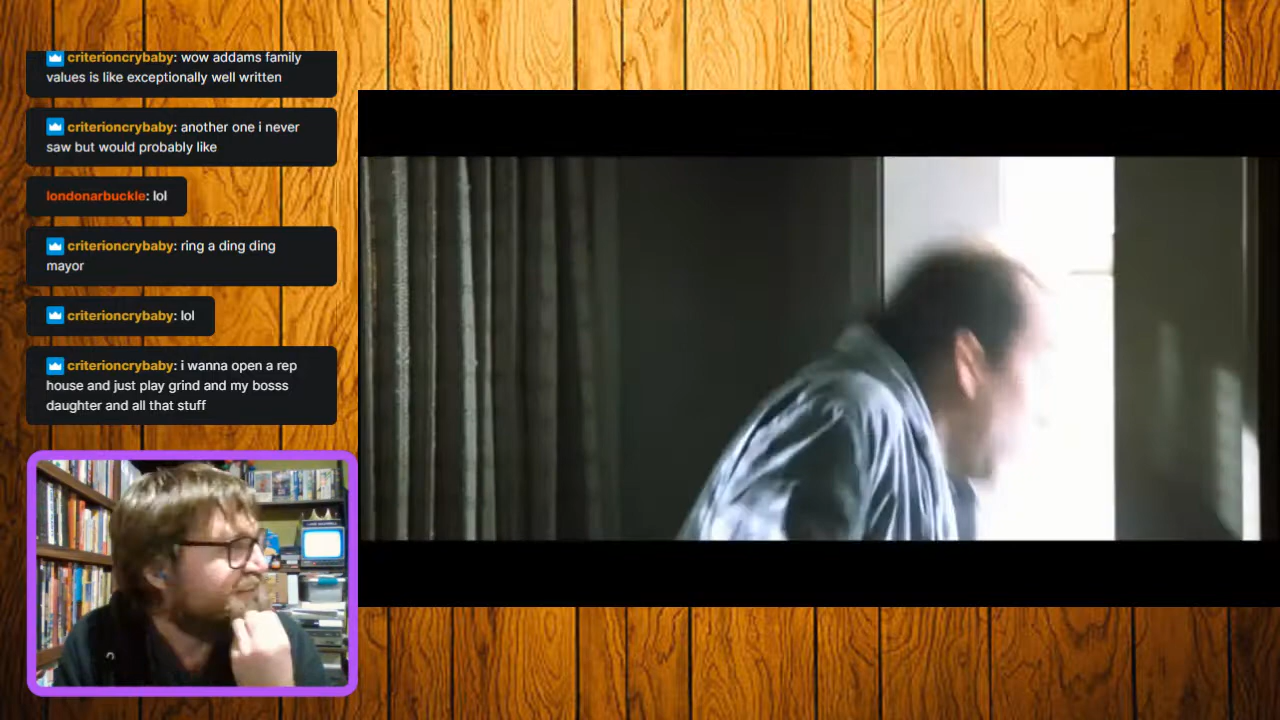 criterioncrybaby: wow addams family
values is like exceptionally well written
criterioncrybaby: another one i never
saw but would probably like
londonarbuckle: lol
criterioncrybaby: ring a ding ding
mayor
criterioncrybaby: lol
criterioncrybaby: i wanna open a rep
house and just play grind and my bosss
daughter and all that stuff